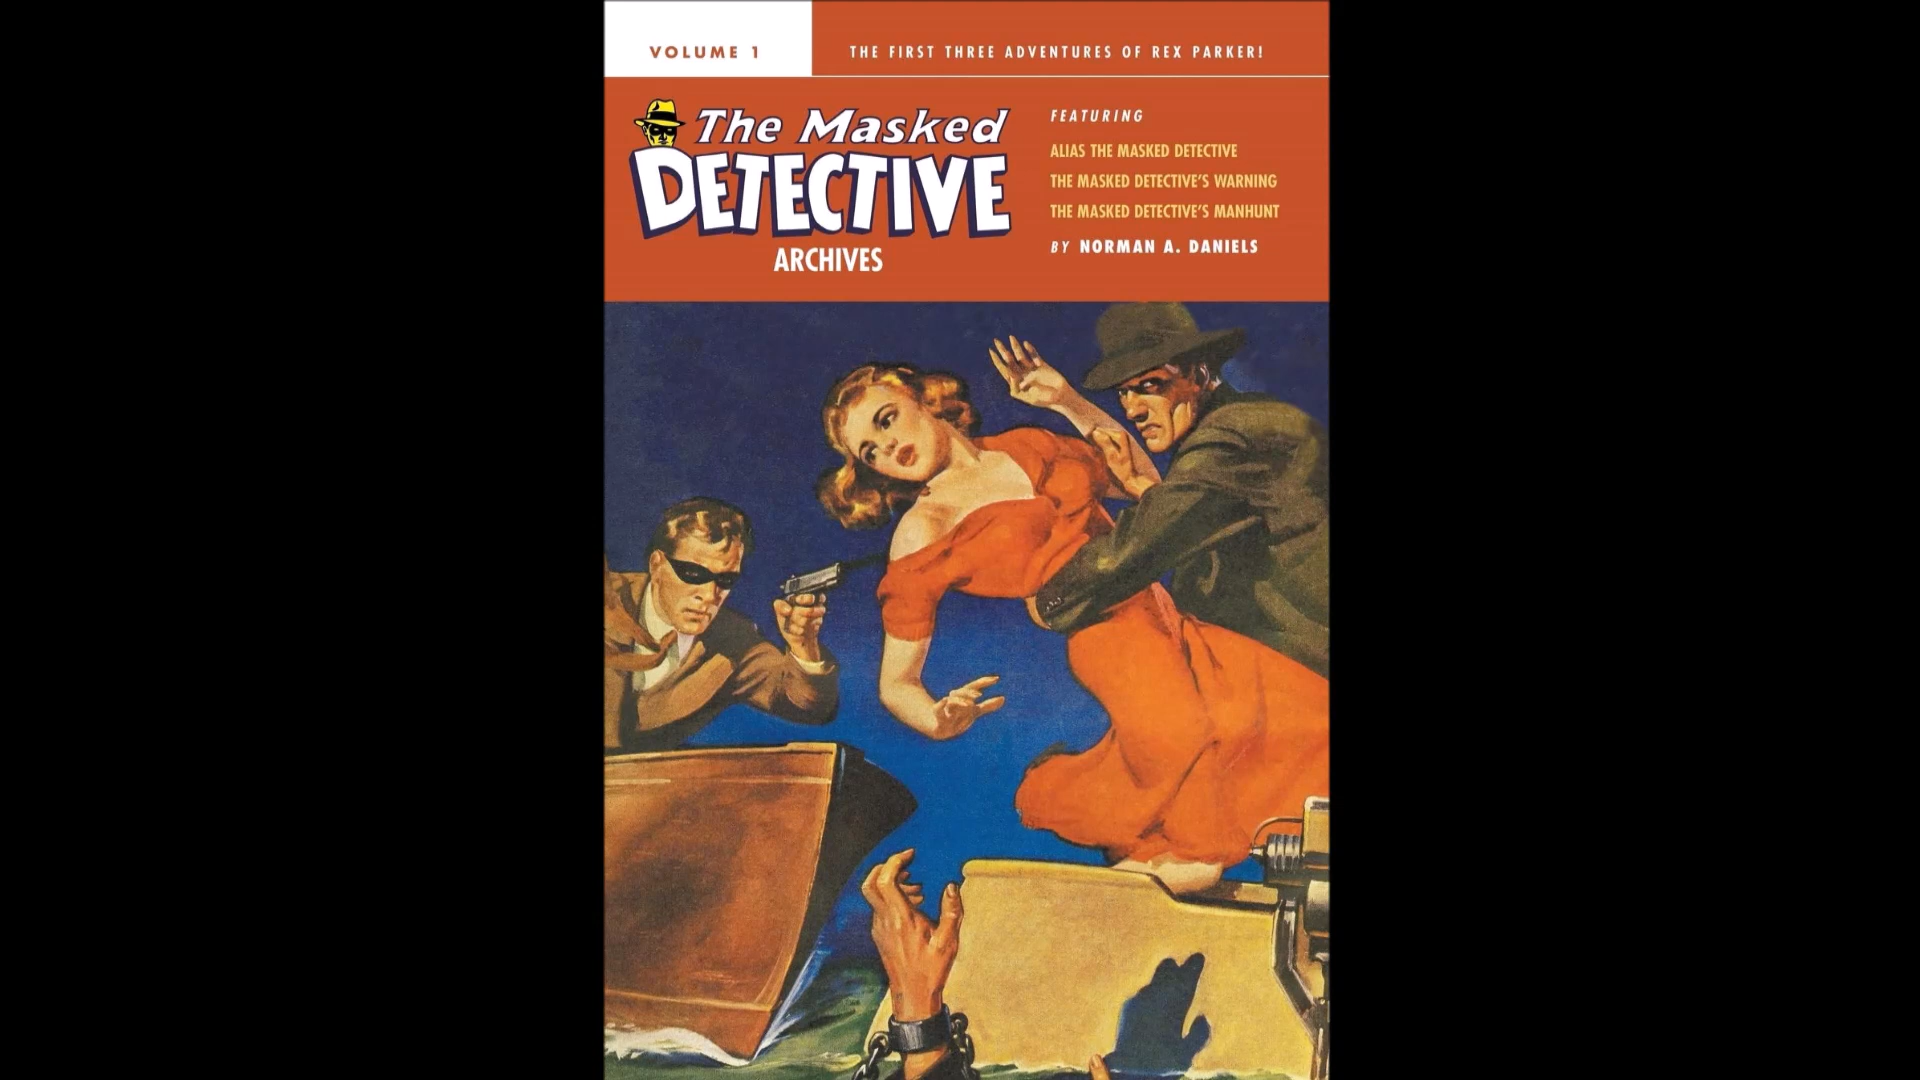 VOLUME 1
THE FIRST THREE ADVENTURES OF REX PARKER!
The Masked
DETECTIVE
ARCHIVES
FEATURING
ALIAS THE MASKED DETECTIVE
THE MASKED DETECTIVE'S WARNING
THE MASKED DETECTIVE'S MANHUNT
BY NORMAN A. DANIELS